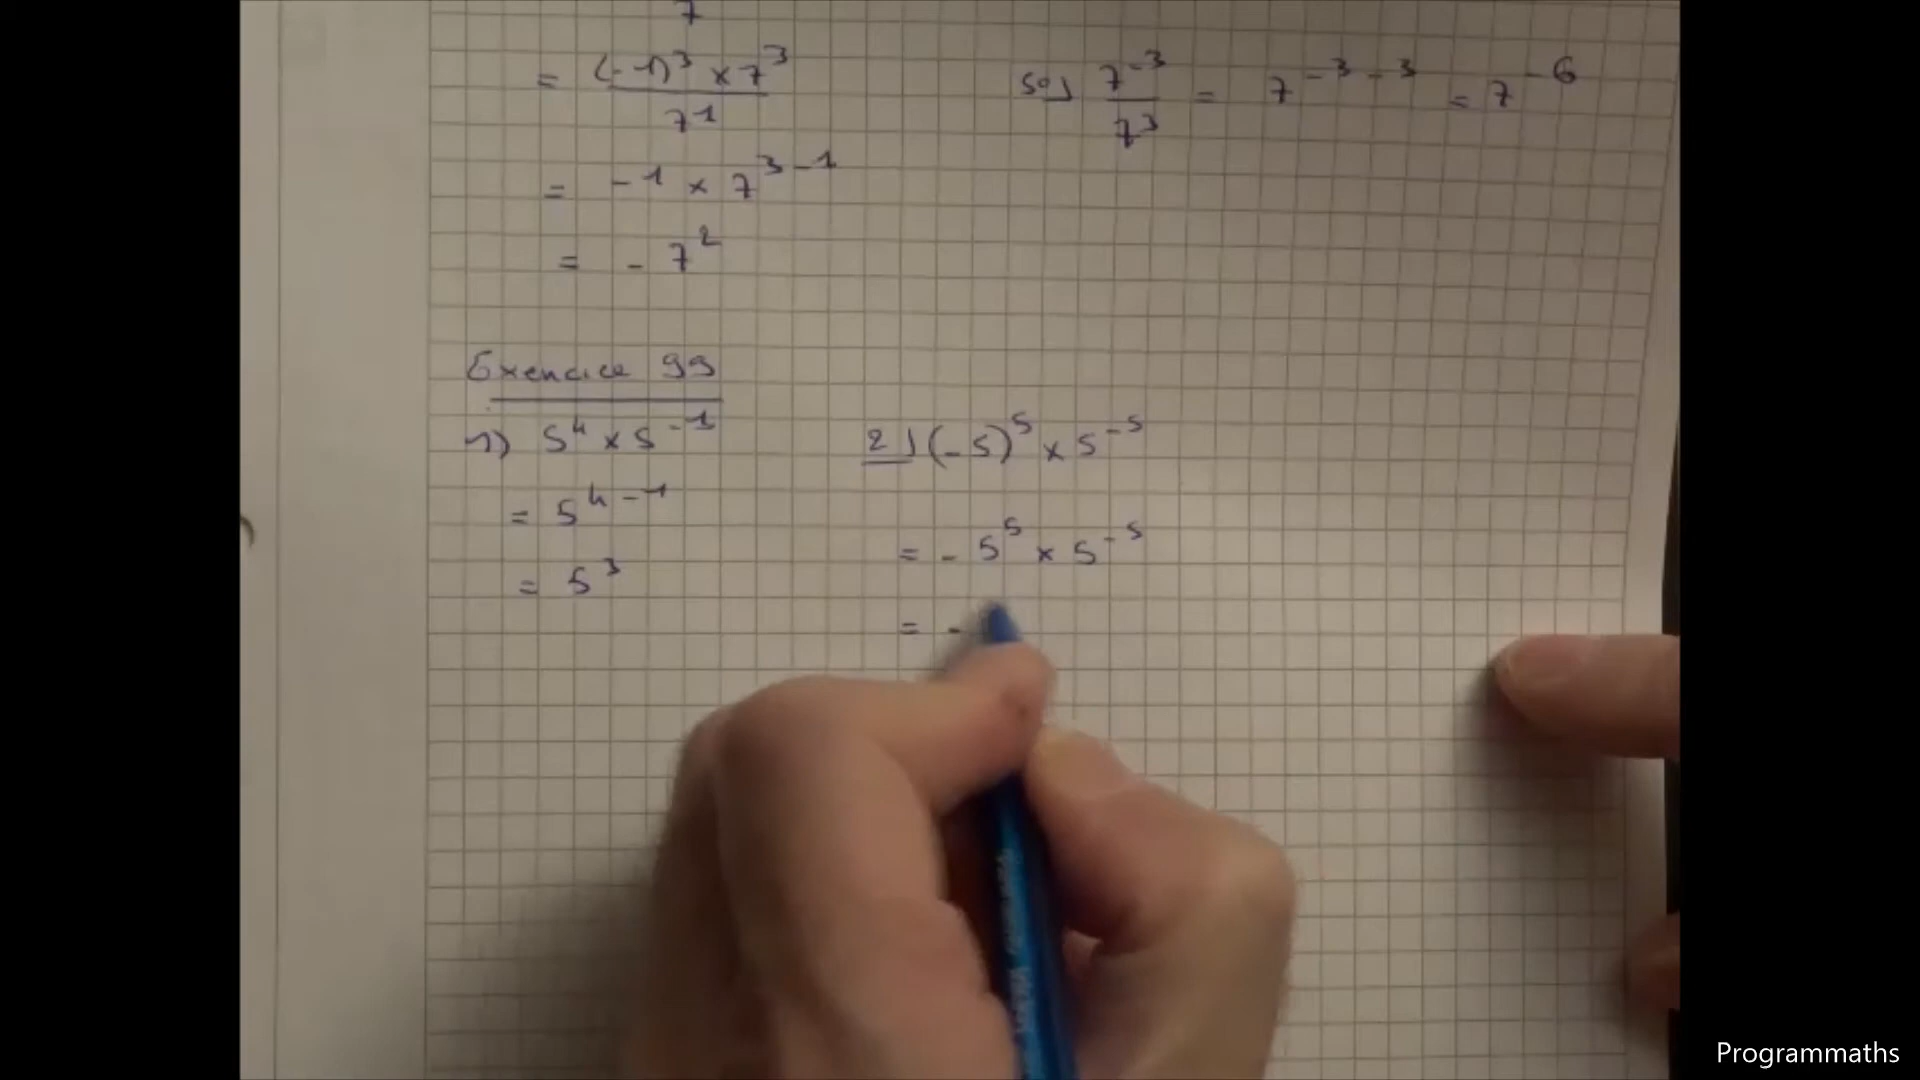 7
= (-1)³ × 7³ / 7¹
= -1 × 7³⁻¹
= - 7²
50) 7⁻³ / 7³ = 7⁻³⁻³ = 7⁻⁶
Exercice 99
1) 5⁴ × 5⁻¹
= 5⁴⁻¹
= 5³
2) (-5)⁵ × 5⁻⁵
= - 5⁵ × 5⁻⁵
= -
Programmaths